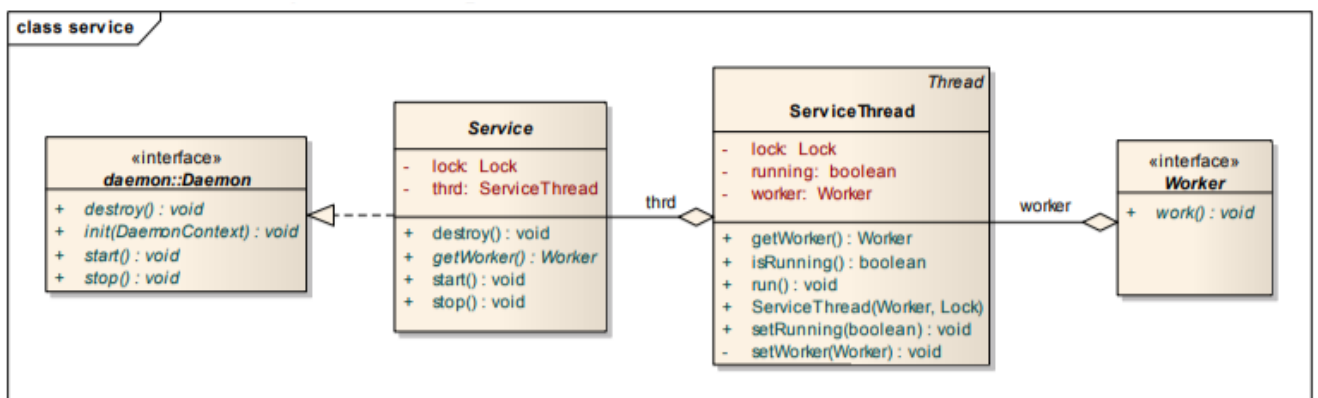 class service
«interface»
daemon::Daemon
+ destroy() : void
+ init(DaemonContext) : void
+ start() : void
+ stop() : void
Service
- lock: Lock
- thrd: ServiceThread
+ destroy() : void
+ getWorker() : Worker
+ start() : void
+ stop() : void
thrd
Thread
ServiceThread
- lock: Lock
- running: boolean
- worker: Worker
+ getWorker() : Worker
+ isRunning() : boolean
+ run() : void
+ ServiceThread(Worker, Lock)
+ setRunning(boolean) : void
- setWorker(Worker) : void
worker
«interface»
Worker
+ work() : void